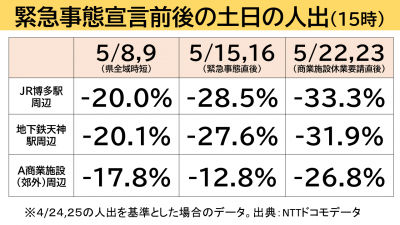 緊急事態宣言前後の土日の人出(15時)
5/8,9 5/15,16 5/22,23
(県全域時短) (緊急事態直後) (商業施設休業要請直後)
JR博多駅
周辺
-20.0% -28.5% -33.3%
地下鉄天神
駅周辺
-20.1% -27.6% -31.9%
A商業施設
(郊外)周辺
-17.8% -12.8% -26.8%
※4/24,25の人出を基準とした場合のデータ。出典:NTTドコモデータ